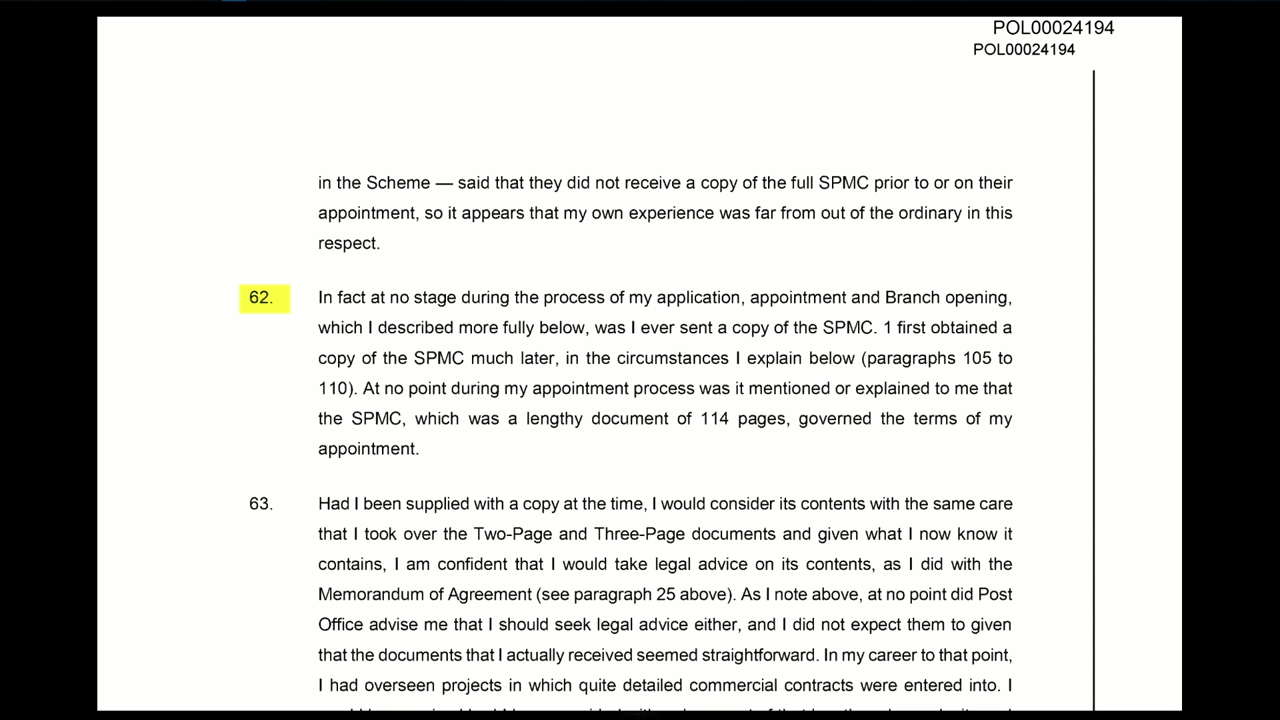 POL00024194
POL00024194
in the Scheme — said that they did not receive a copy of the full SPMC prior to or on their
appointment, so it appears that my own experience was far from out of the ordinary in this
respect.
62. In fact at no stage during the process of my application, appointment and Branch opening,
which I described more fully below, was I ever sent a copy of the SPMC. 1 first obtained a
copy of the SPMC much later, in the circumstances I explain below (paragraphs 105 to
110). At no point during my appointment process was it mentioned or explained to me that
the SPMC, which was a lengthy document of 114 pages, governed the terms of my
appointment.
63. Had I been supplied with a copy at the time, I would consider its contents with the same care
that I took over the Two-Page and Three-Page documents and given what I now know it
contains, I am confident that I would take legal advice on its contents, as I did with the
Memorandum of Agreement (see paragraph 25 above). As I note above, at no point did Post
Office advise me that I should seek legal advice either, and I did not expect them to given
that the documents that I actually received seemed straightforward. In my career to that point,
I had overseen projects in which quite detailed commercial contracts were entered into. I